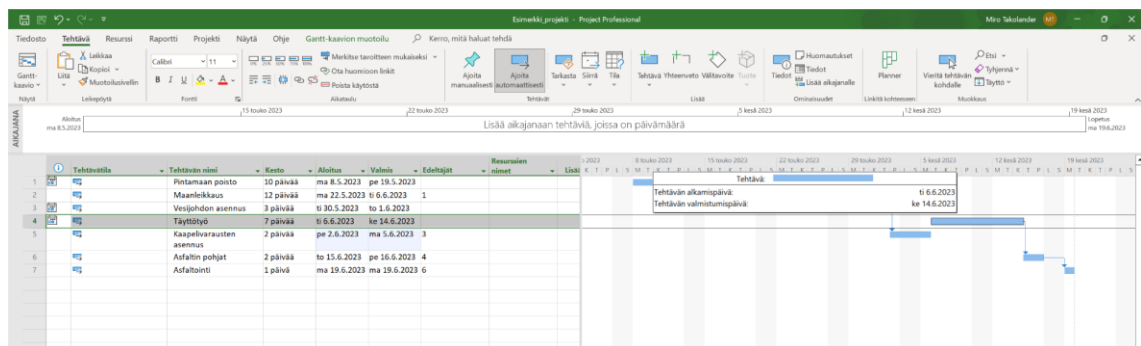 Esimerkki_projekti - Project Professional
Miro Takolander MT
Tiedosto Tehtävä Resurssi Raportti Projekti Näytä Ohje Gantt-kaavion muotoilu Kerro, mitä haluat tehdä
Gantt-kaavio
Näytä
Liitä
Leikkaa
Kopioi
Muotoilusivellin
Leikepöytä
Calibri 11
B I U A
Fontti
0% 25% 50% 75% 100%
Merkitse tavoitteen mukaiseksi
Ota huomioon linkit
Poista käytöstä
Aikataulu
Ajoita manuaalisesti
Ajoita automaattisesti
Tarkasta Siirrä Tila
Tehtävät
Tehtävä Yhteenveto Välitavoite Tuote
Lisää
Tiedot
Huomautukset
Tiedot
Lisää aikajanalle
Ominaisuudet
Planner
Linkitä kohteeseen
Vieritä tehtävän kohdalle
Etsi
Tyhjennä
Täyttö
Muokkaus
AIKAJANA
15 touko 2023 22 touko 2023 29 touko 2023 5 kesä 2023 12 kesä 2023 19 kesä 2023
Aloitus
ma 8.5.2023
Lisää aikajanaan tehtäviä, joissa on päivämäärä
Lopetus
ma 19.6.2023
Tehtävätila Tehtävän nimi Kesto Aloitus Valmis Edeltäjät Resurssien nimet Lisää
1 Pintamaan poisto 10 päivää ma 8.5.2023 pe 19.5.2023
2 Maanleikkaus 12 päivää ma 22.5.2023 ti 6.6.2023 1
3 Vesijohdon asennus 3 päivää ti 30.5.2023 to 1.6.2023
4 Täyttötyö 7 päivää ti 6.6.2023 ke 14.6.2023
5 Kaapelivarausten asennus 2 päivää pe 2.6.2023 ma 5.6.2023 3
6 Asfaltin pohjat 2 päivää to 15.6.2023 pe 16.6.2023 4
7 Asfaltointi 1 päivä ma 19.6.2023 ma 19.6.2023 6
2023 8 touko 2023 15 touko 2023 22 touko 2023 29 touko 2023 5 kesä 2023 12 kesä 2023 19 kesä 2023
K T P L S M T K T P L S M T K T P L S M T K T P L S M T K T P L S M T K T P L S M T K T P L S M T K T P L S
Tehtävä:
Tehtävän alkamispäivä: ti 6.6.2023
Tehtävän valmistumispäivä: ke 14.6.2023